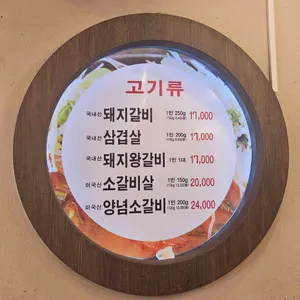 고기류
국내산 돼지갈비 1인 250g 17,000
국내산 삼겹살 1인 200g 17,000
국내산 돼지왕갈비 1인 1대 17,000
미국산 소갈비살 1인 150g 20,000
미국산 양념소갈비 1인 200g 24,000